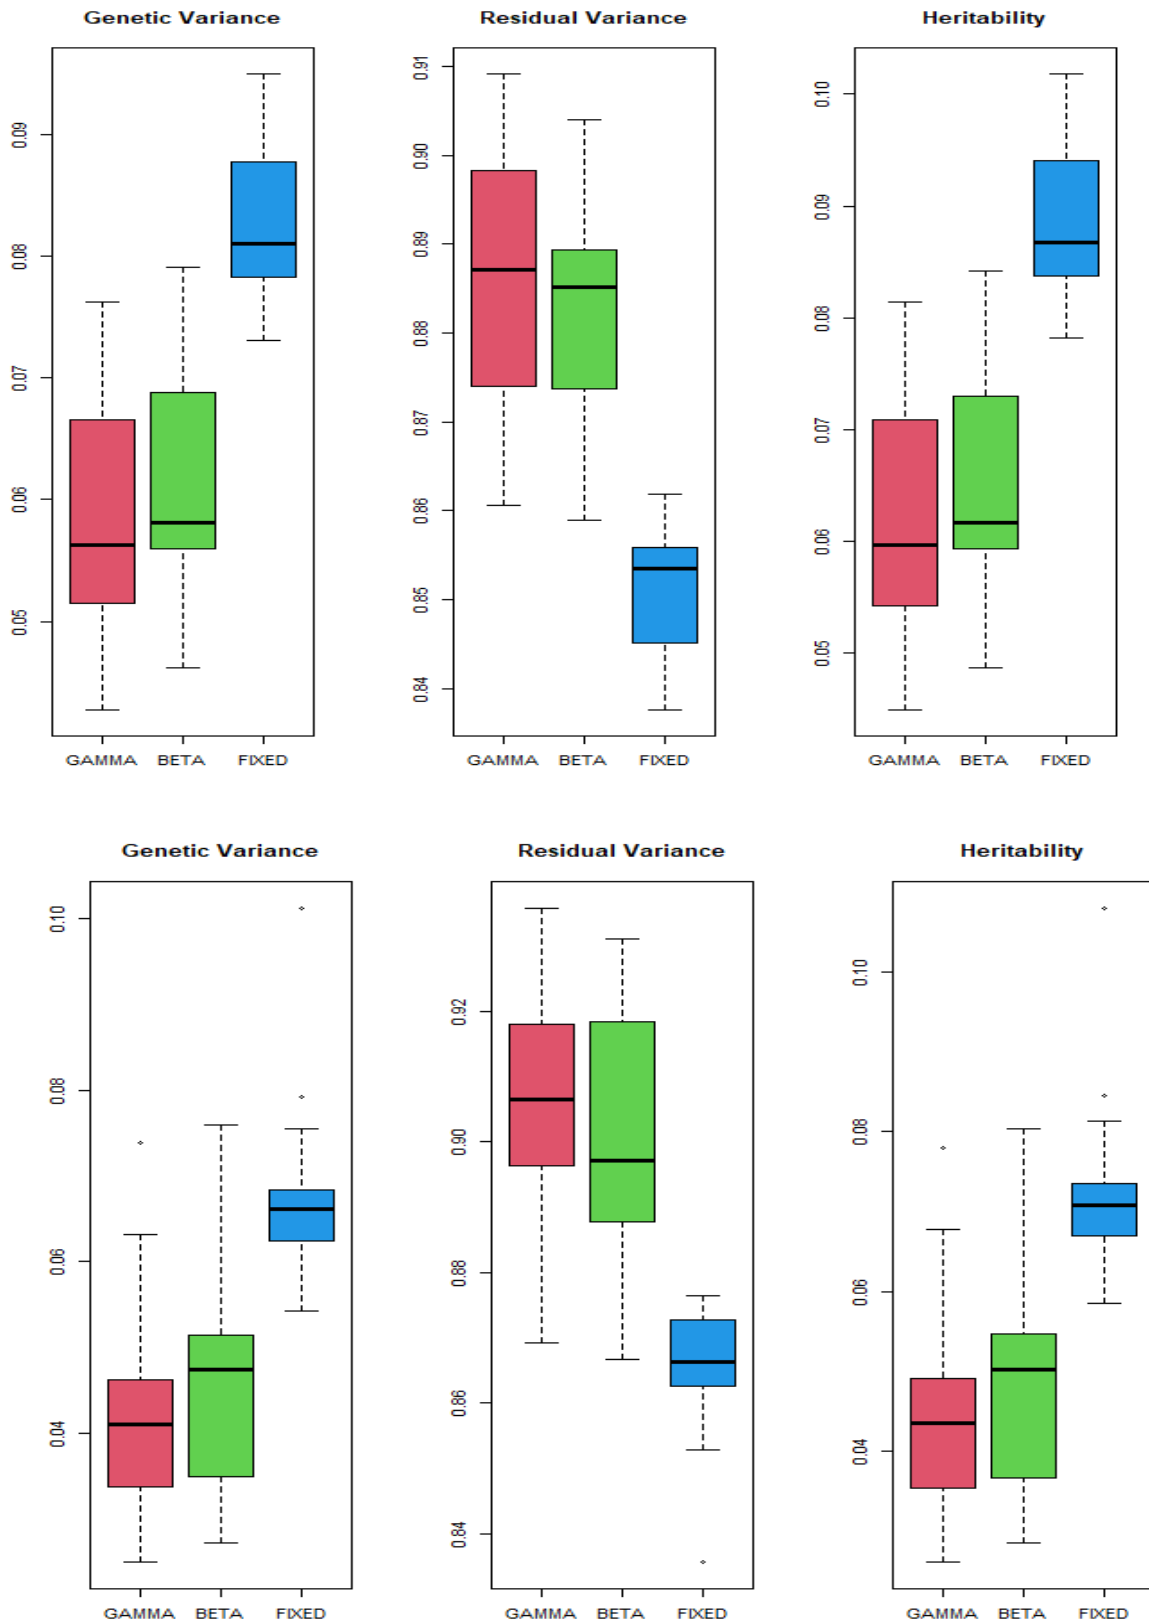 Genetic Variance
Residual Variance
Heritability
0.09
0.08
0.07
0.06
0.05
GAMMA BETA FIXED
0.91
0.90
0.89
0.88
0.87
0.86
0.85
0.84
GAMMA BETA FIXED
0.10
0.09
0.08
0.07
0.06
0.05
GAMMA BETA FIXED
Genetic Variance
Residual Variance
Heritability
0.10
0.08
0.06
0.04
GAMMA BETA FIXED
0.92
0.90
0.88
0.86
0.84
GAMMA BETA FIXED
0.10
0.08
0.06
0.04
GAMMA BETA FIXED